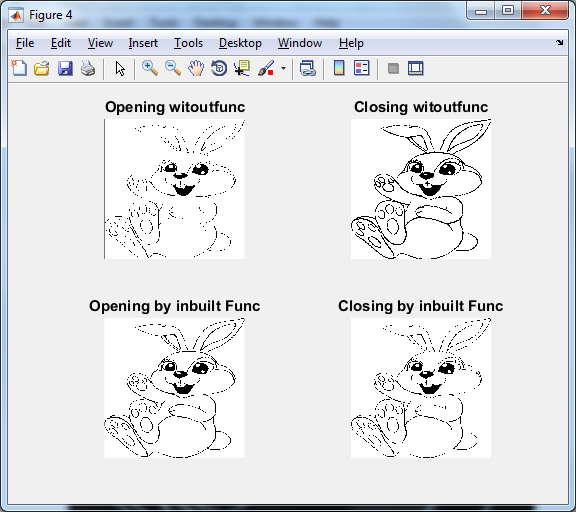 Figure 4
File Edit View Insert Tools Desktop Window Help
Opening witoutfunc Closing witoutfunc
Opening by inbuilt Func Closing by inbuilt Func